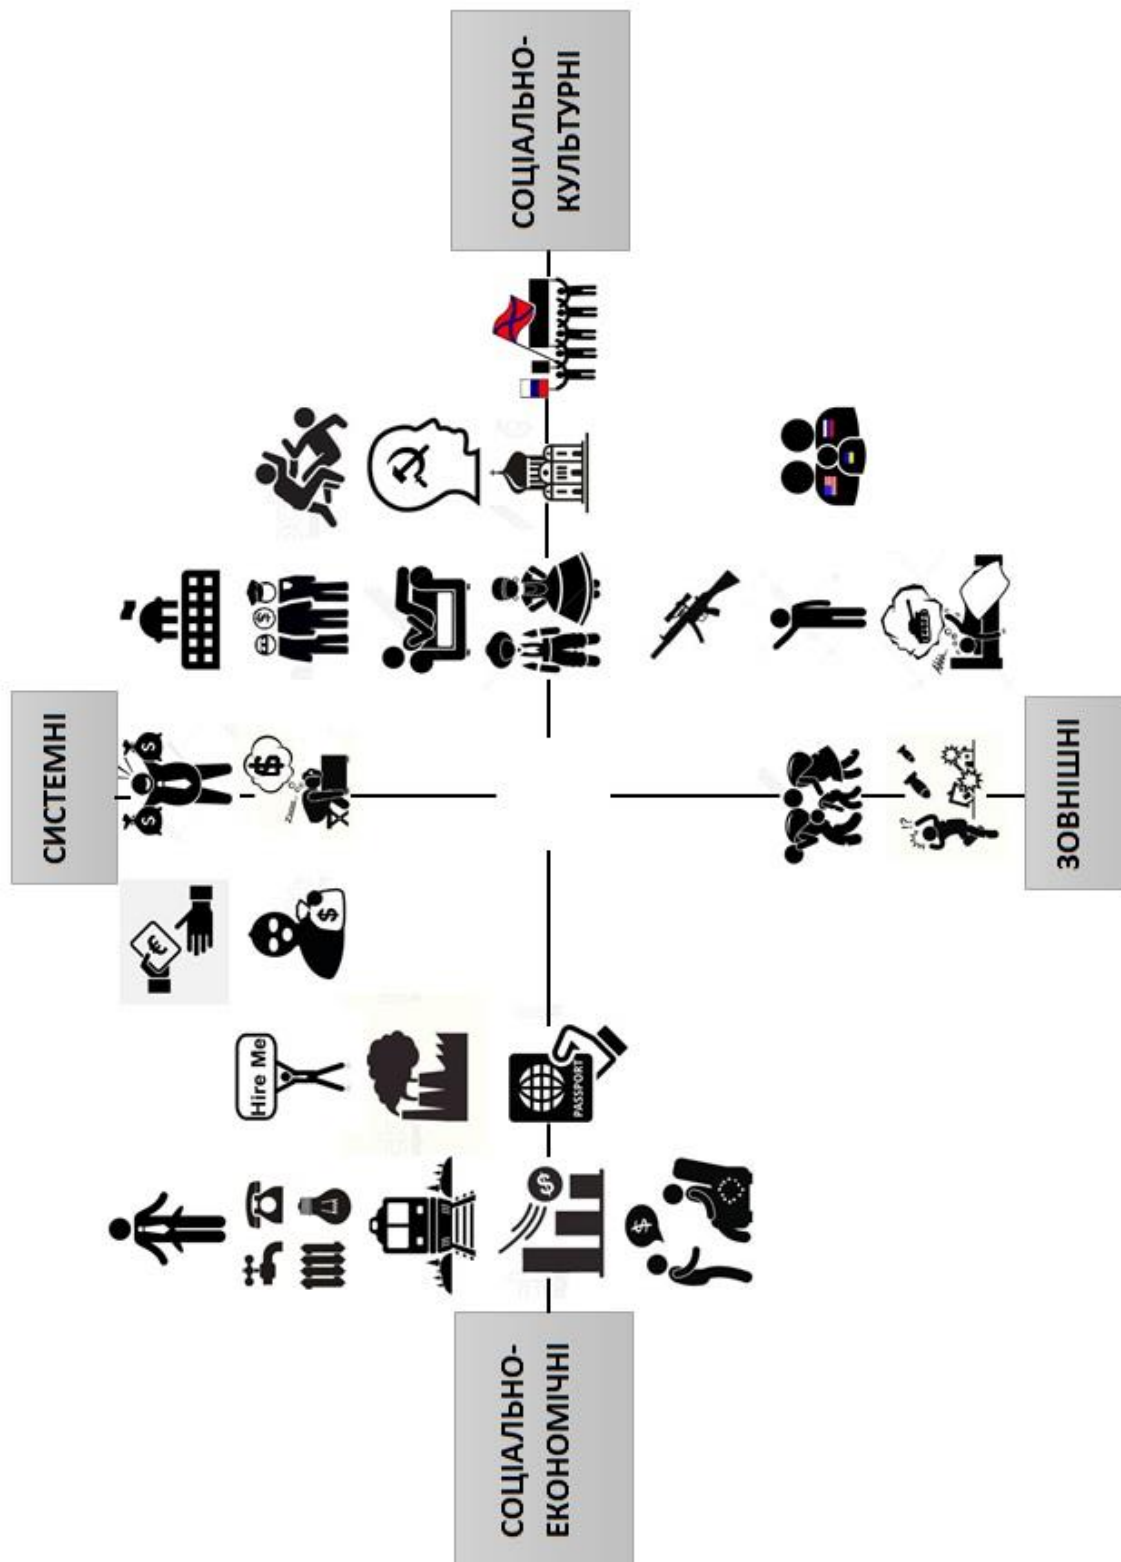 СОЦІАЛЬНО-
КУЛЬТУРНІ
СИСТЕМНІ
$
$
$
€
$
Hire Me
PASSPORT
$
$
ЗОВНІШНІ
СОЦІАЛЬНО-
ЕКОНОМІЧНІ